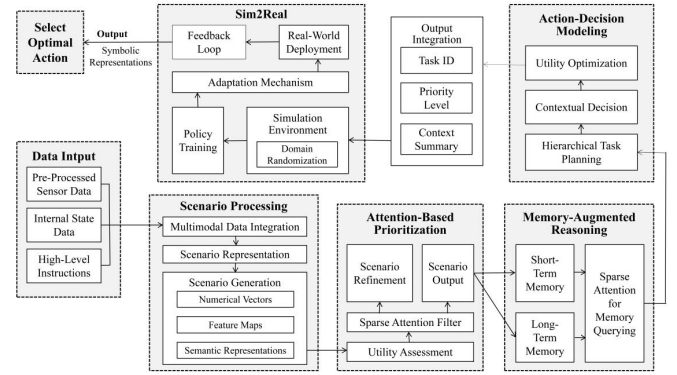 Select
Optimal
Action
Output
Symbolic
Representations
Sim2Real
Feedback
Loop
Real-World
Deployment
Adaptation Mechanism
Policy
Training
Simulation
Environment
Domain
Randomization
Output
Integration
Task ID
Priority
Level
Context
Summary
Action-Decision
Modeling
Utility Optimization
Contextual Decision
Hierarchical Task
Planning
Data Intput
Pre-Processed
Sensor Data
Internal State
Data
High-Level
Instructions
Scenario Processing
Multimodal Data Integration
Scenario Representation
Scenario Generation
Numerical Vectors
Feature Maps
Semantic Representations
Attention-Based
Prioritization
Scenario
Refinement
Scenario
Output
Sparse Attention Filter
Utility Assessment
Memory-Augmented
Reasoning
Short-
Term
Memory
Long-
Term
Memory
Sparse
Attention
for
Memory
Querying